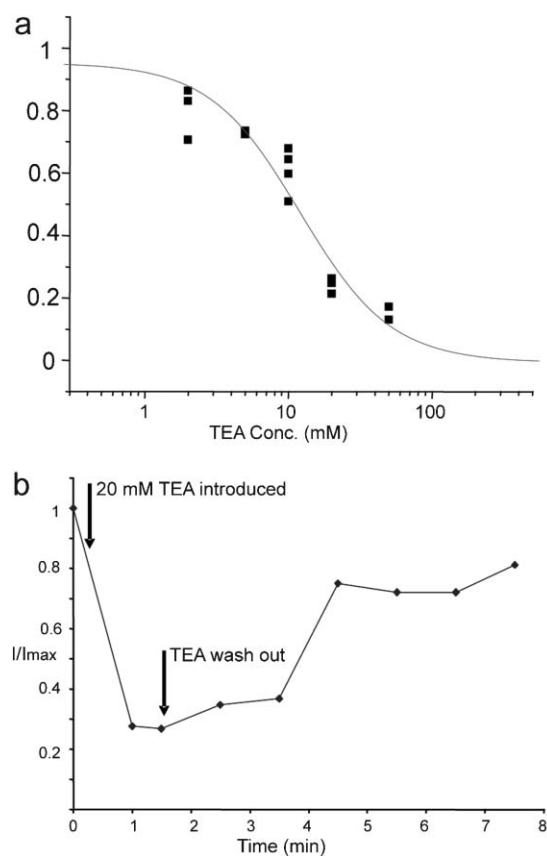 a
1
0.8
0.6
0.4
0.2
0
1 10 100
TEA Conc. (mM)
b
20 mM TEA introduced
1
0.8
I/Imax
TEA wash out
0.6
0.4
0.2
0 1 2 3 4 5 6 7 8
Time (min)